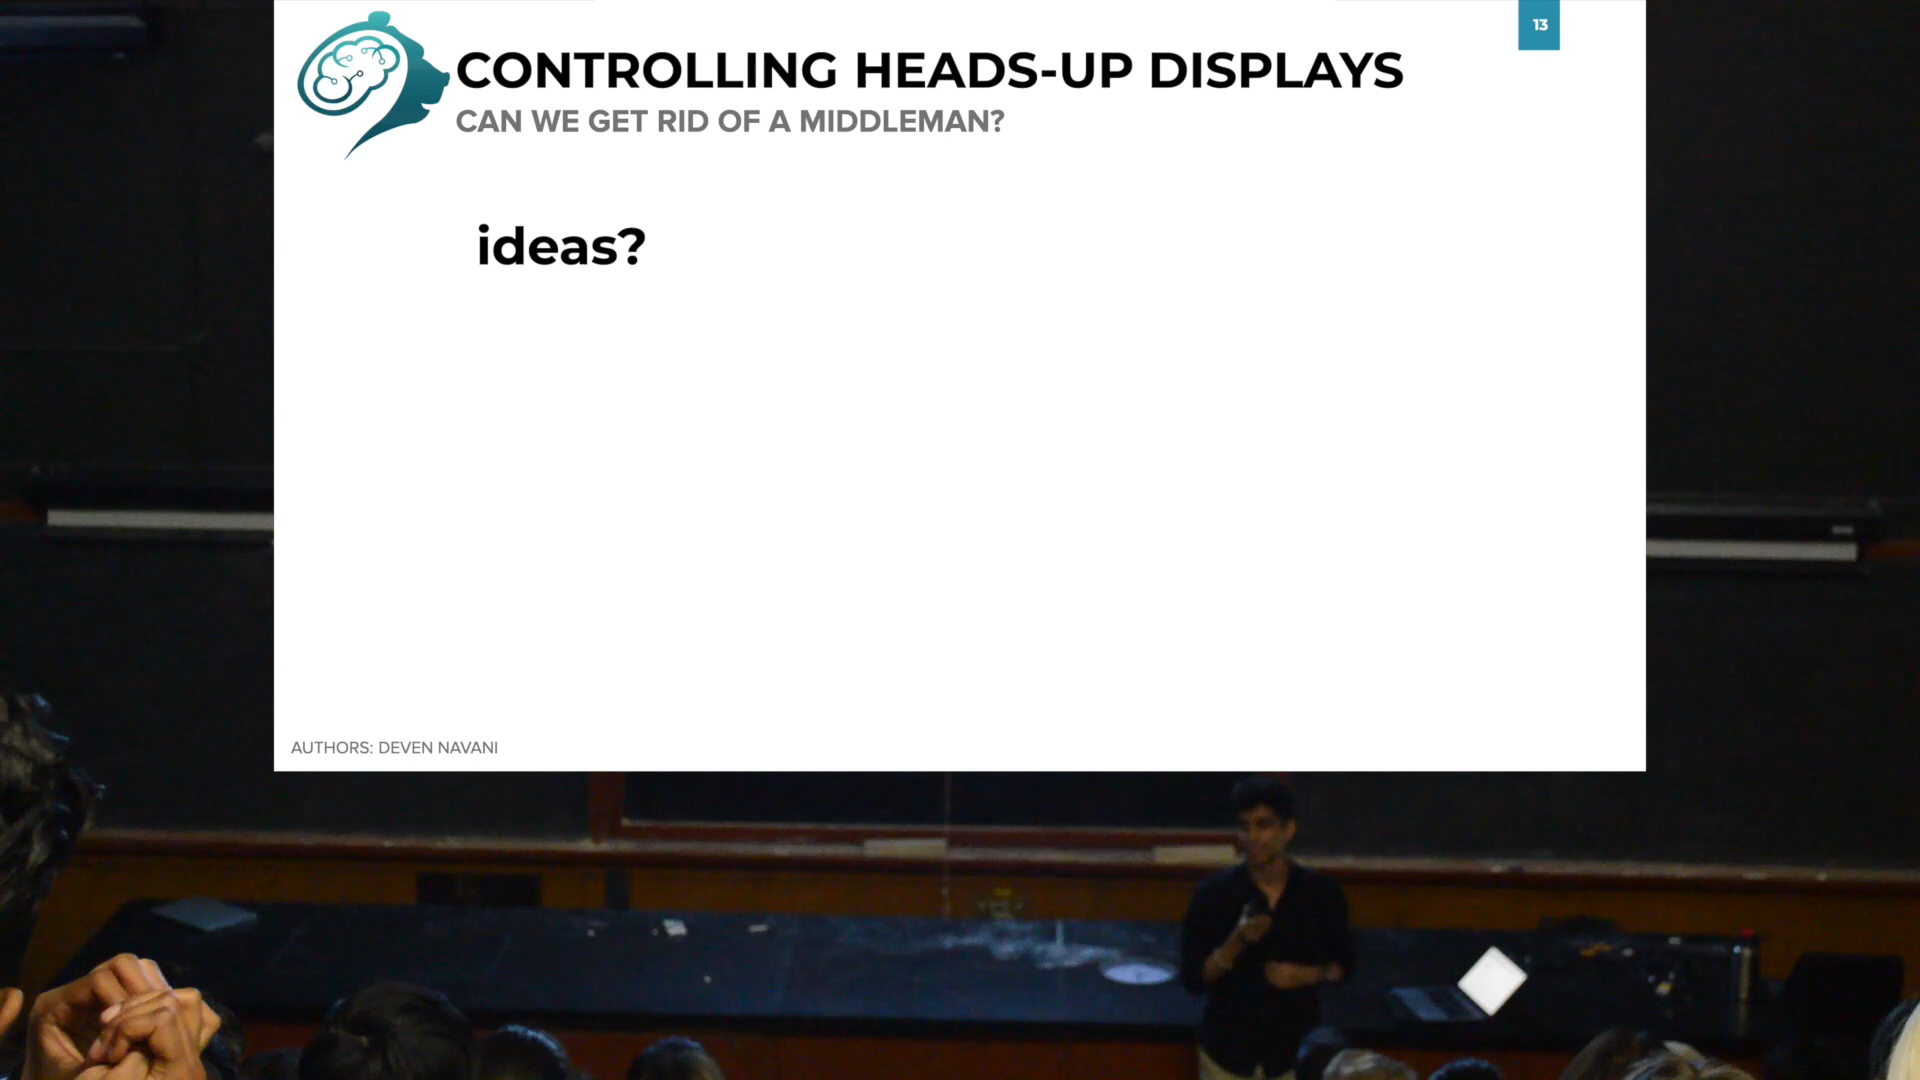 13
CONTROLLING HEADS-UP DISPLAYS
CAN WE GET RID OF A MIDDLEMAN?
ideas?
AUTHORS: DEVEN NAVANI